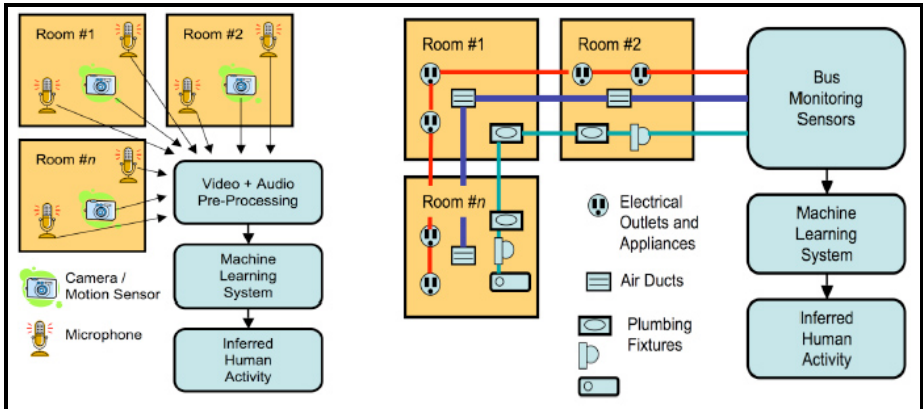 Room #1
Room #2
Room #n
Video + Audio
Pre-Processing
Machine
Learning
System
Inferred
Human
Activity
Camera /
Motion Sensor
Microphone
Room #1
Room #2
Room #n
Bus
Monitoring
Sensors
Machine
Learning
System
Inferred
Human
Activity
Electrical
Outlets and
Appliances
Air Ducts
Plumbing
Fixtures